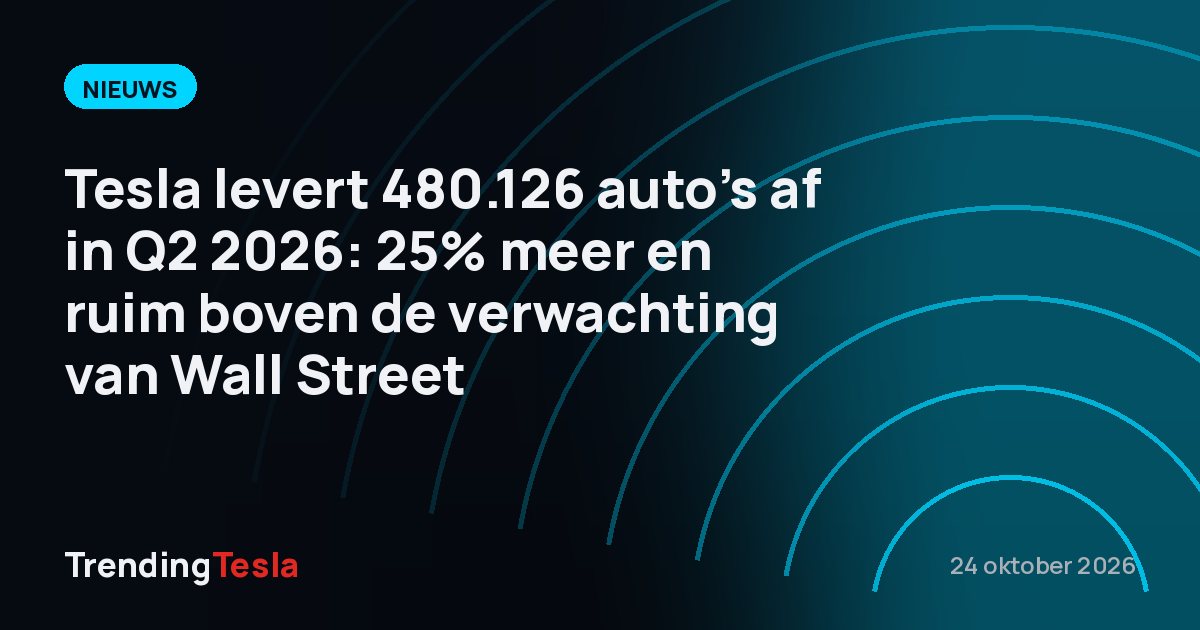 NIEUWS
Tesla levert 480.126 auto’s af
in Q2 2026: 25% meer en
ruim boven de verwachting
van Wall Street
TrendingTesla
24 oktober 2026